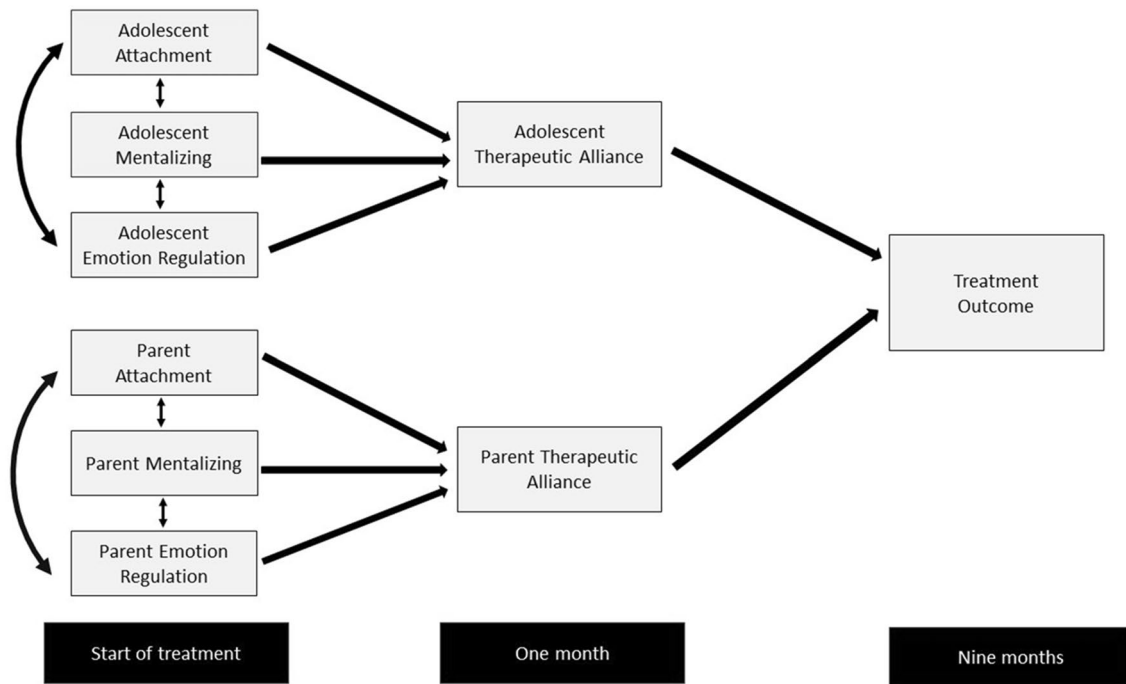 Adolescent
Attachment
Adolescent
Mentalizing
Adolescent
Emotion Regulation
Adolescent
Therapeutic Alliance
Parent
Attachment
Parent Mentalizing
Parent Emotion
Regulation
Parent Therapeutic
Alliance
Treatment
Outcome
Start of treatment
One month
Nine months